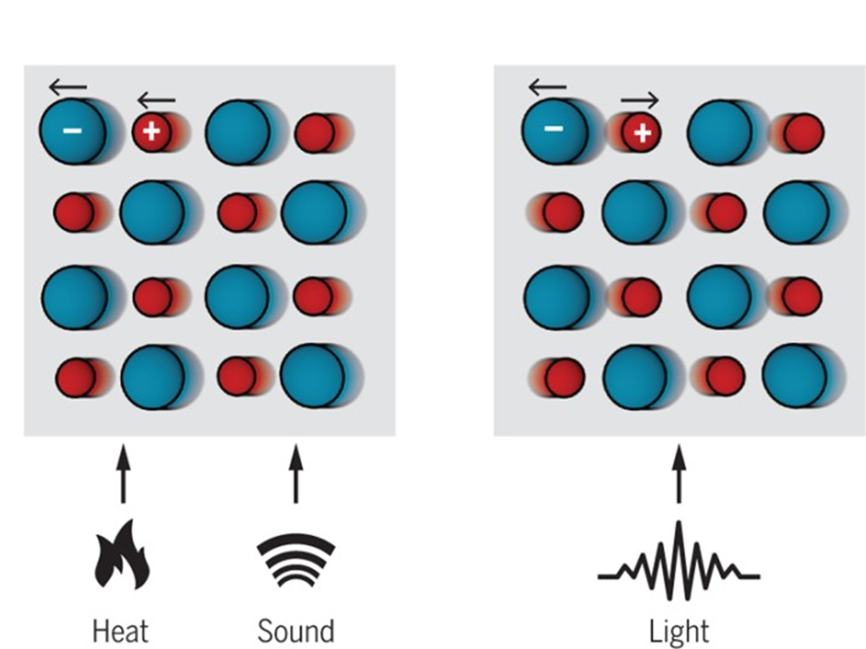 − +
− +
Heat Sound
Light